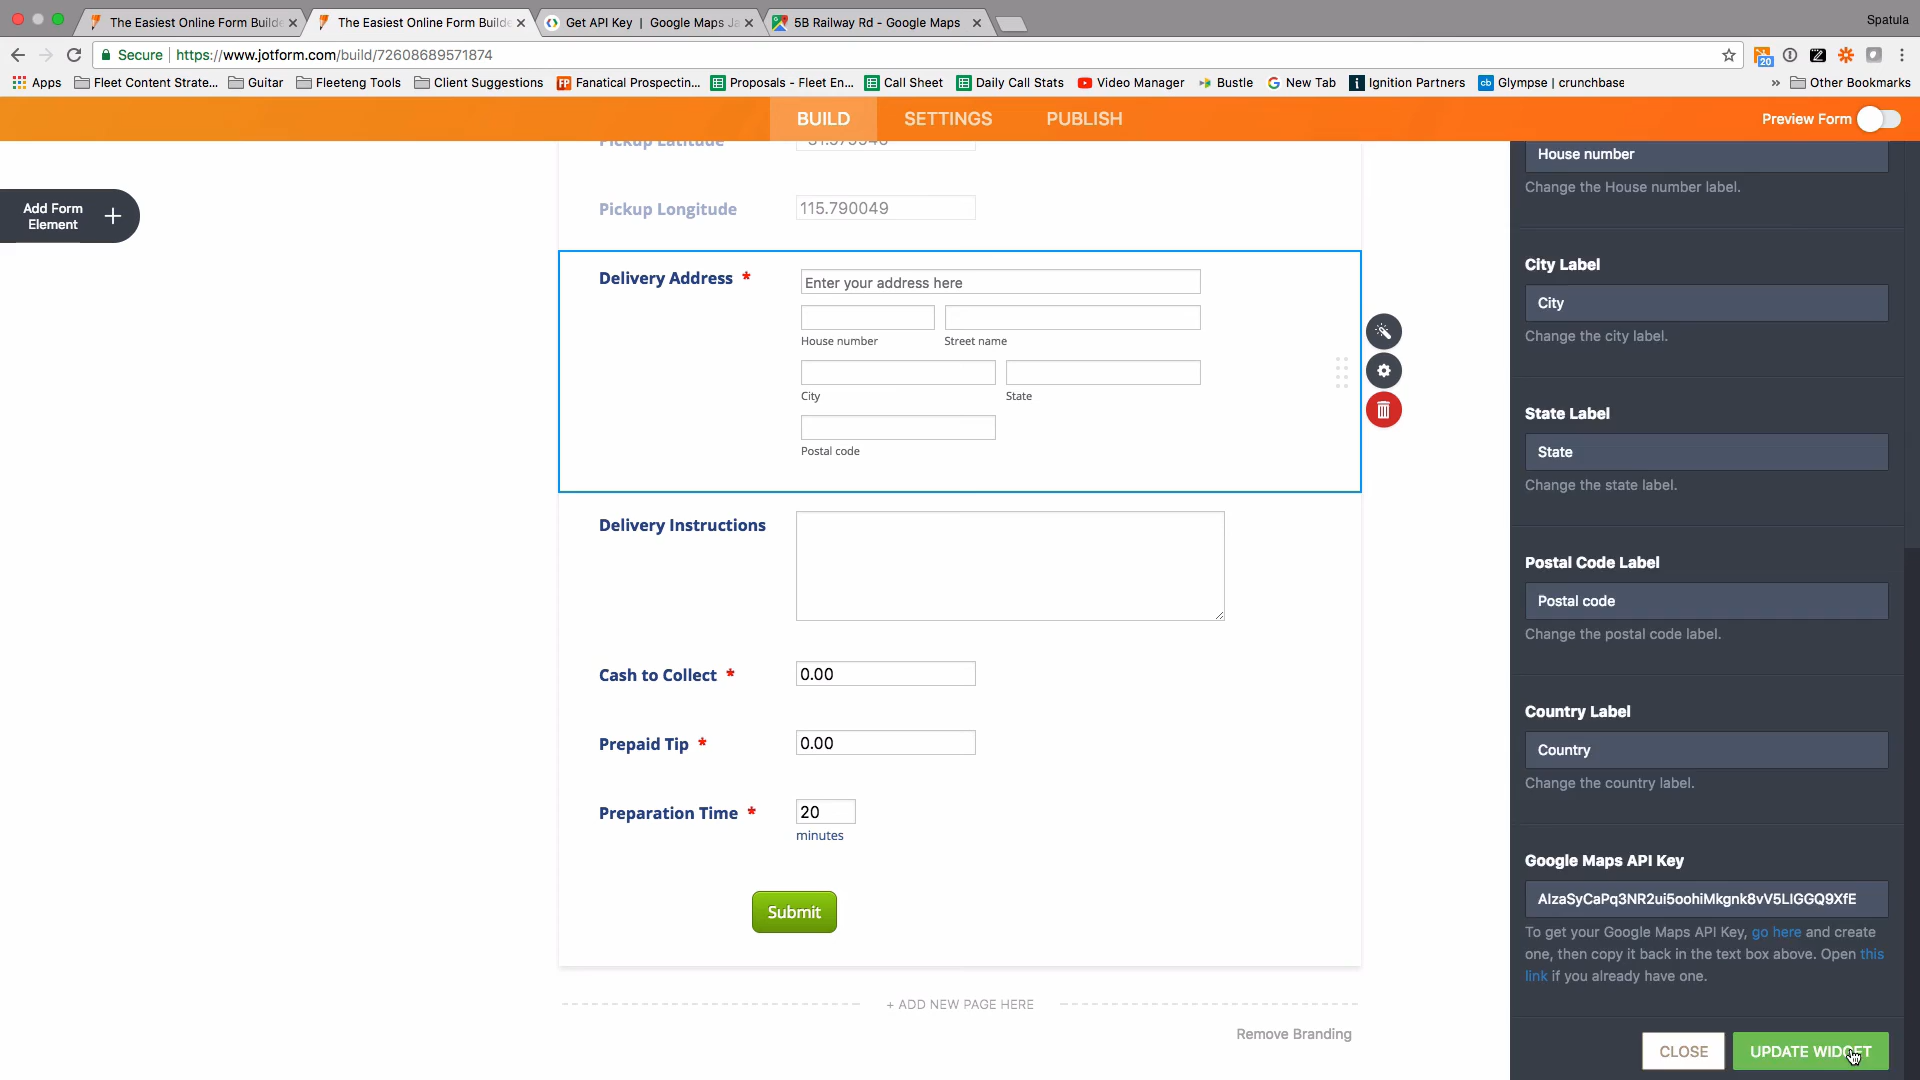 The Easiest Online Form Builde
The Easiest Online Form Builde
Get API Key | Google Maps Ja
5B Railway Rd - Google Maps
Spatula
Secure https://www.jotform.com/build/72608689571874
20
Apps
Fleet Content Strate...
Guitar
Fleeteng Tools
Client Suggestions
FP Fanatical Prospectin...
Proposals - Fleet En...
Call Sheet
Daily Call Stats
Video Manager
Bustle
New Tab
Ignition Partners
cb Glympse | crunchbase
» Other Bookmarks
BUILD
SETTINGS
PUBLISH
Preview Form
Add Form
Element
Pickup Latitude
Pickup Longitude
115.790049
Delivery Address *
Enter your address here
House number
Street name
City
State
Postal code
Delivery Instructions
Cash to Collect *
0.00
Prepaid Tip *
0.00
Preparation Time *
20
minutes
Submit
+ ADD NEW PAGE HERE
Remove Branding
House number
Change the House number label.
City Label
City
Change the city label.
State Label
State
Change the state label.
Postal Code Label
Postal code
Change the postal code label.
Country Label
Country
Change the country label.
Google Maps API Key
AIzaSyCaPq3NR2ui5oohiMkgnk8vV5LIGGQ9XfE
To get your Google Maps API Key, go here and create
one, then copy it back in the text box above. Open this
link if you already have one.
CLOSE
UPDATE WIDGET